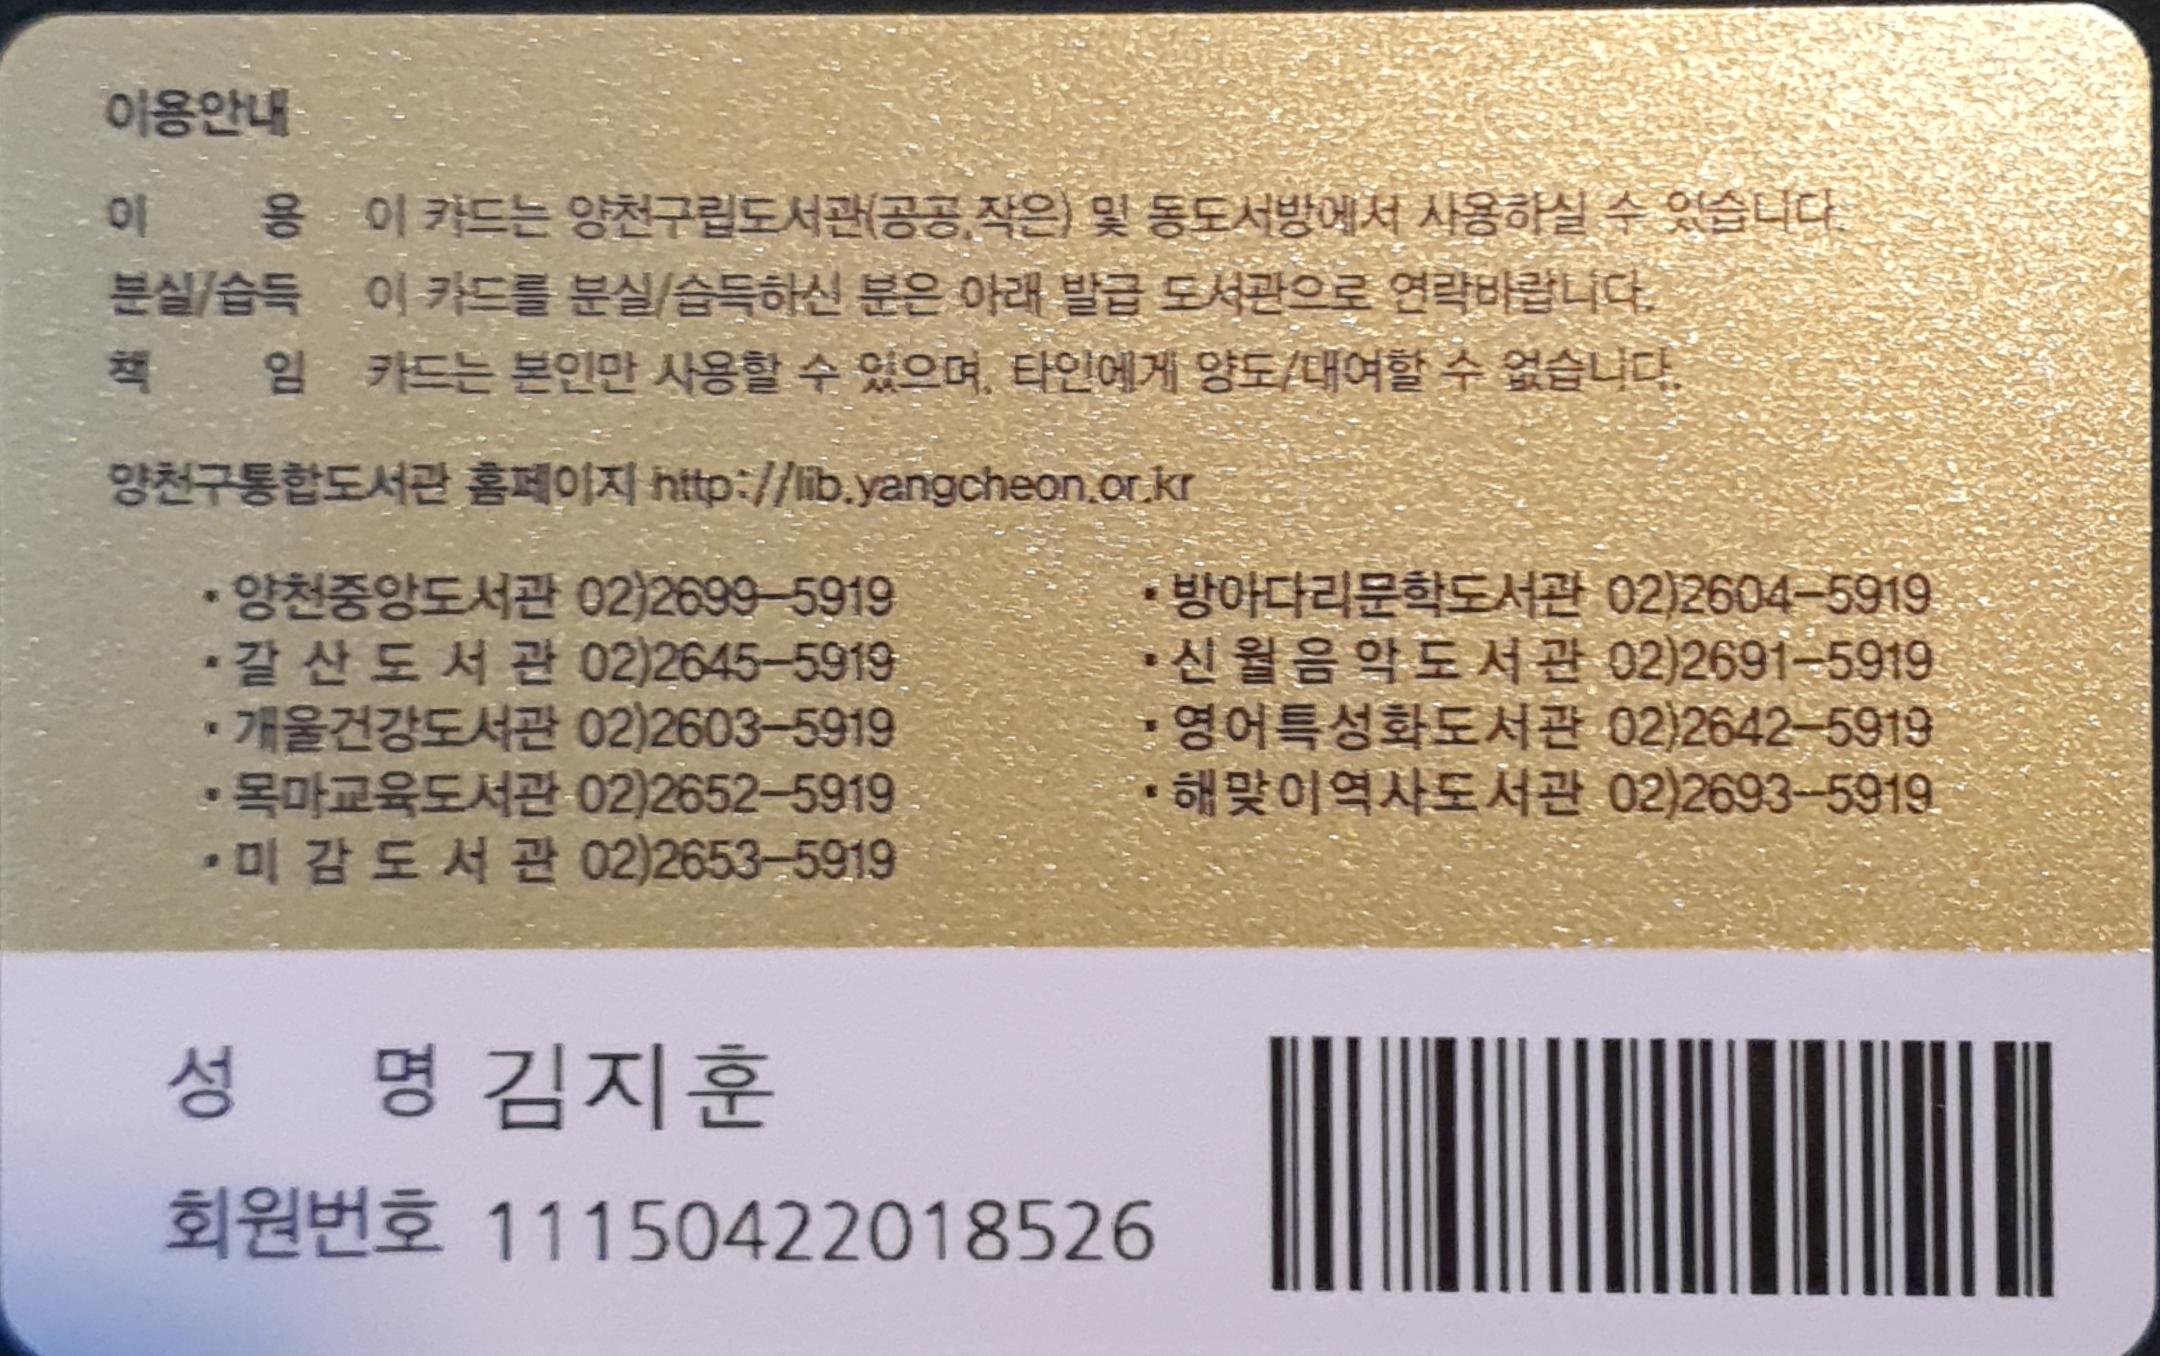 이용안내
이 용 이 카드는 양천구립도서관(공공,작은) 및 동도서방에서 사용하실 수 있습니다.
분실/습득 이 카드를 분실/습득하신 분은 아래 발급 도서관으로 연락바랍니다.
책 임 카드는 본인만 사용할 수 있으며, 타인에게 양도/대여할 수 없습니다.
양천구통합도서관 홈페이지 http://lib.yangcheon.or.kr
· 양천중앙도서관 02)2699-5919
· 갈산도서관 02)2645-5919
· 개울건강도서관 02)2603-5919
· 목마교육도서관 02)2652-5919
· 미감도서관 02)2653-5919
· 방아다리문학도서관 02)2604-5919
· 신월음악도서관 02)2691-5919
· 영어특성화도서관 02)2642-5919
· 해맞이역사도서관 02)2693-5919
성 명 김지훈
회원번호 11150422018526